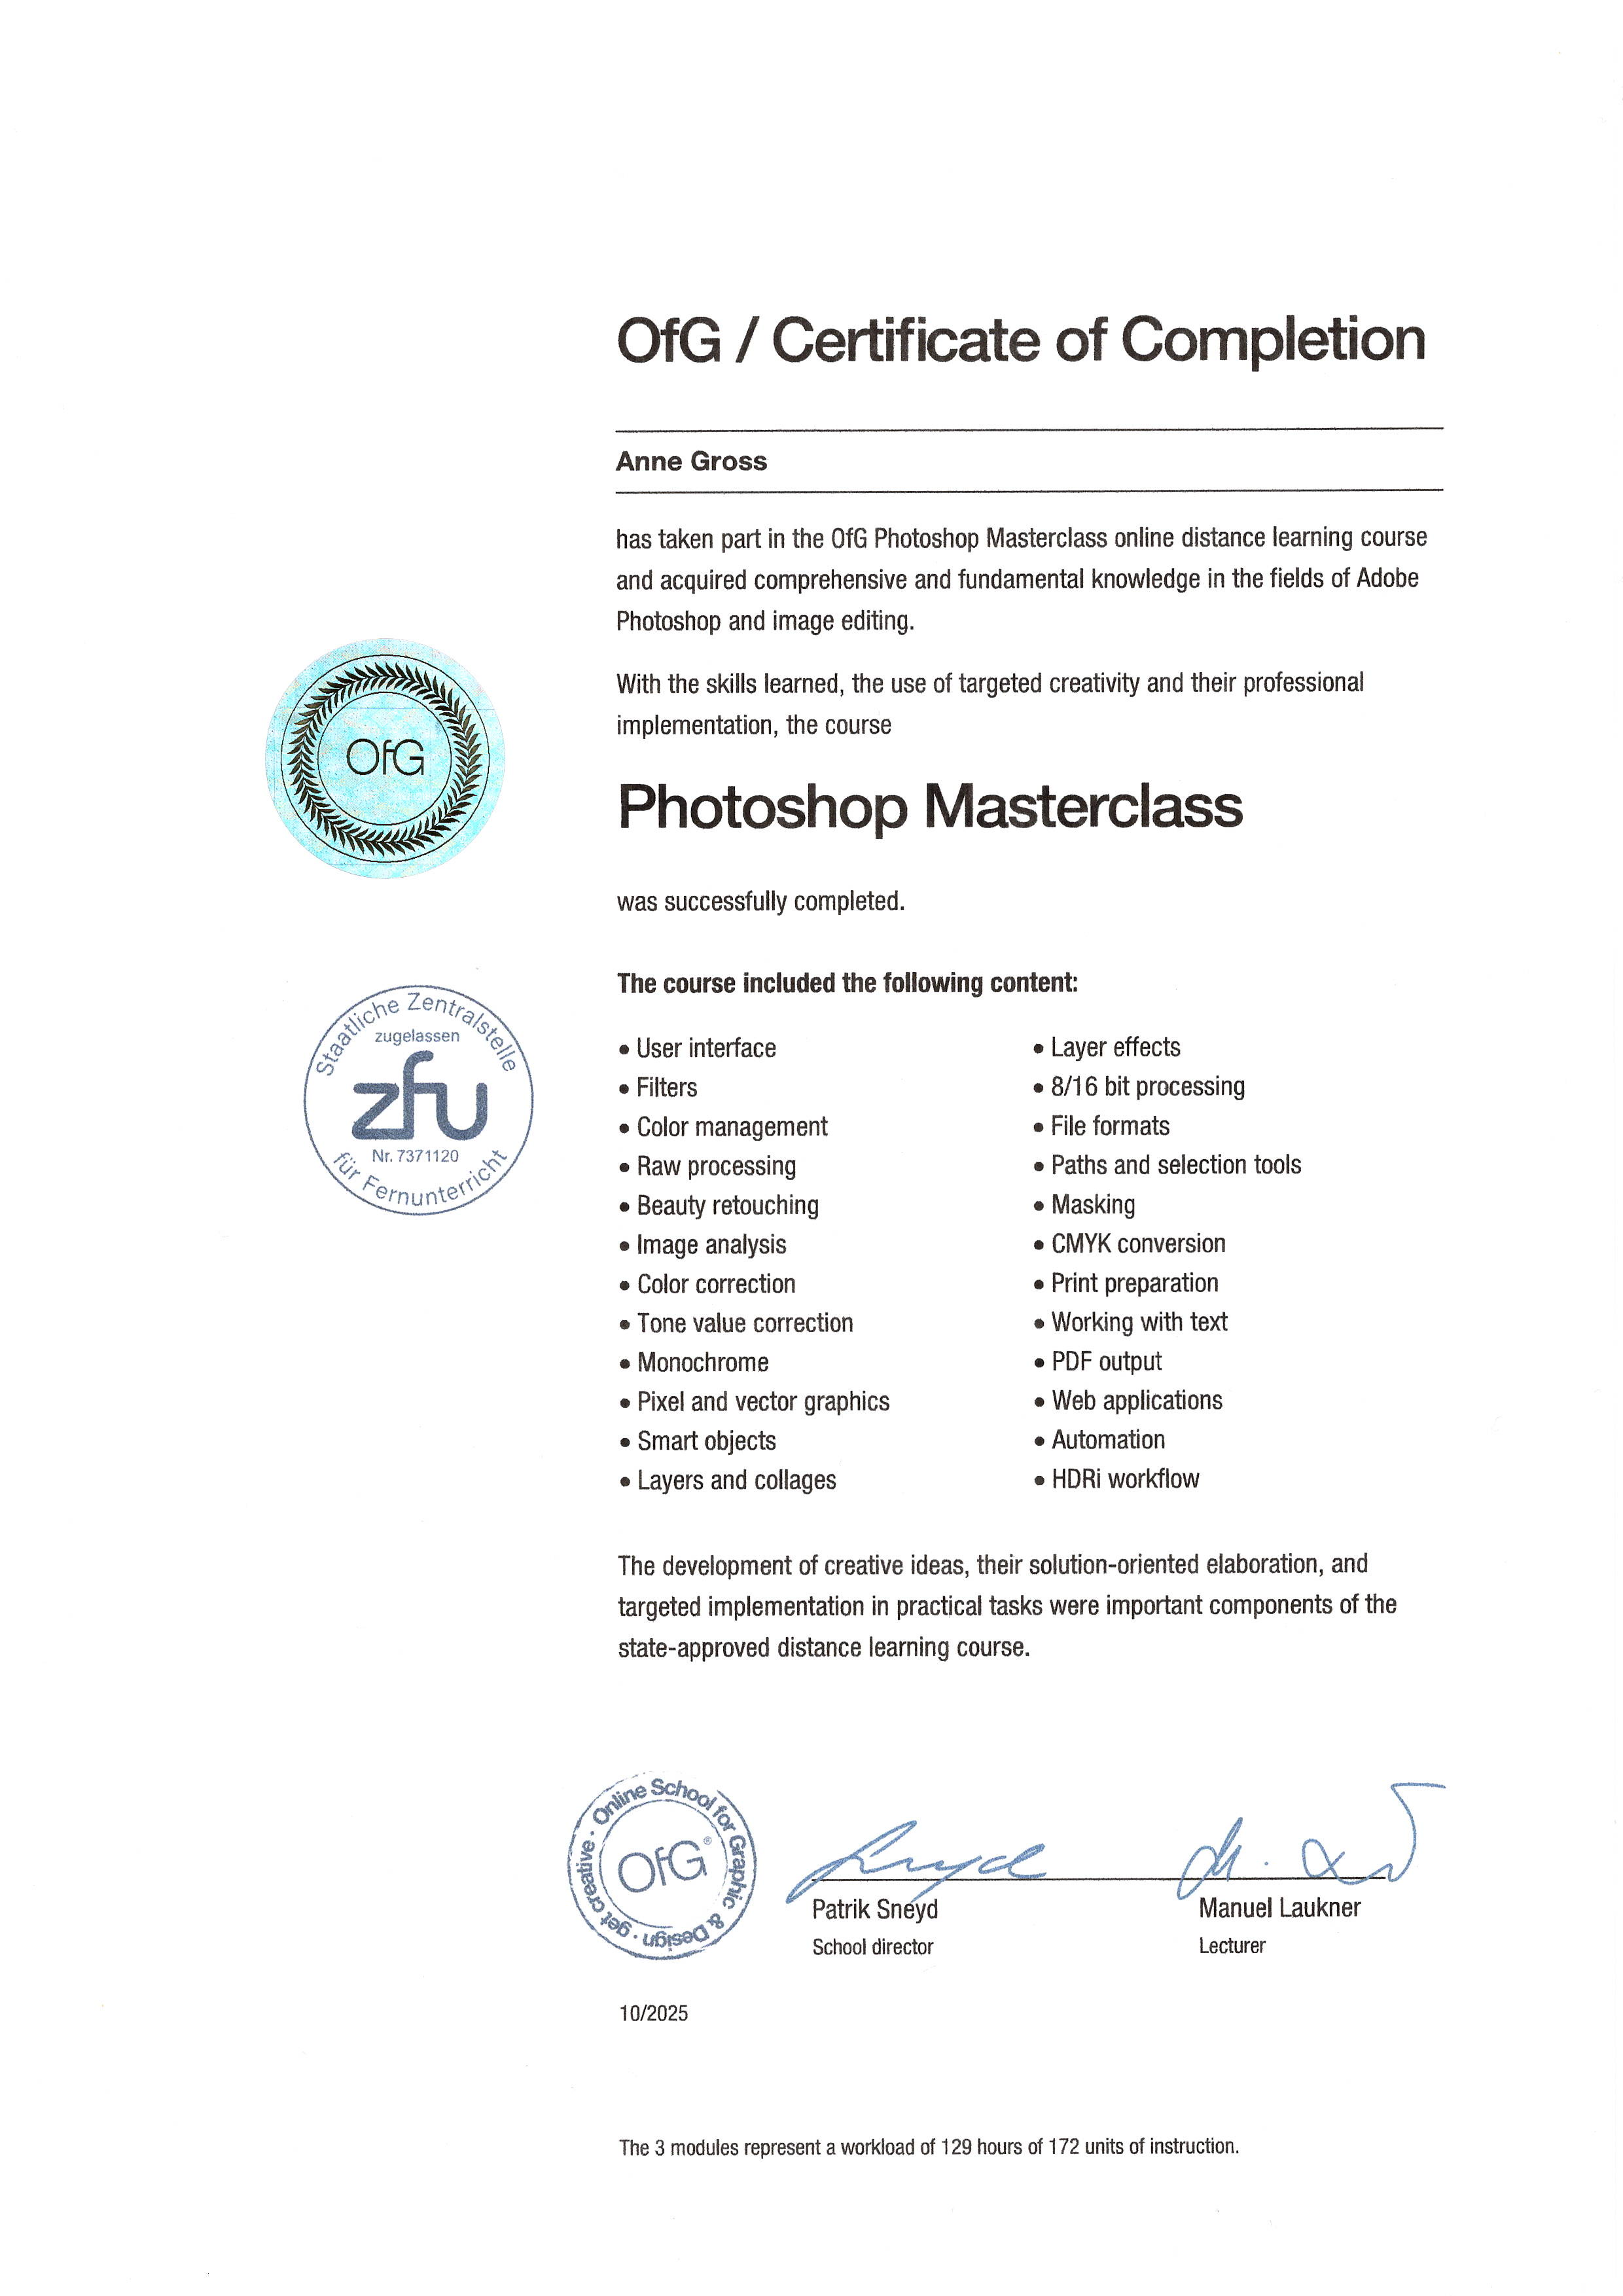 OfG / Certificate of Completion
Anne Gross
has taken part in the OfG Photoshop Masterclass online distance learning course
and acquired comprehensive and fundamental knowledge in the fields of Adobe
Photoshop and image editing.
With the skills learned, the use of targeted creativity and their professional
implementation, the course
OfG
Photoshop Masterclass
was successfully completed.
Staatliche Zentralstelle
zugelassen
zfu
Nr. 7371120
für Fernunterricht
The course included the following content:
• User interface
• Filters
• Color management
• Raw processing
• Beauty retouching
• Image analysis
• Color correction
• Tone value correction
• Monochrome
• Pixel and vector graphics
• Smart objects
• Layers and collages
• Layer effects
• 8/16 bit processing
• File formats
• Paths and selection tools
• Masking
• CMYK conversion
• Print preparation
• Working with text
• PDF output
• Web applications
• Automation
• HDRi workflow
The development of creative ideas, their solution-oriented elaboration, and
targeted implementation in practical tasks were important components of the
state-approved distance learning course.
Online School for Graphic & Design · get creative ·
OfG®
Patrik Sneyd
School director
Manuel Laukner
Lecturer
10/2025
The 3 modules represent a workload of 129 hours of 172 units of instruction.